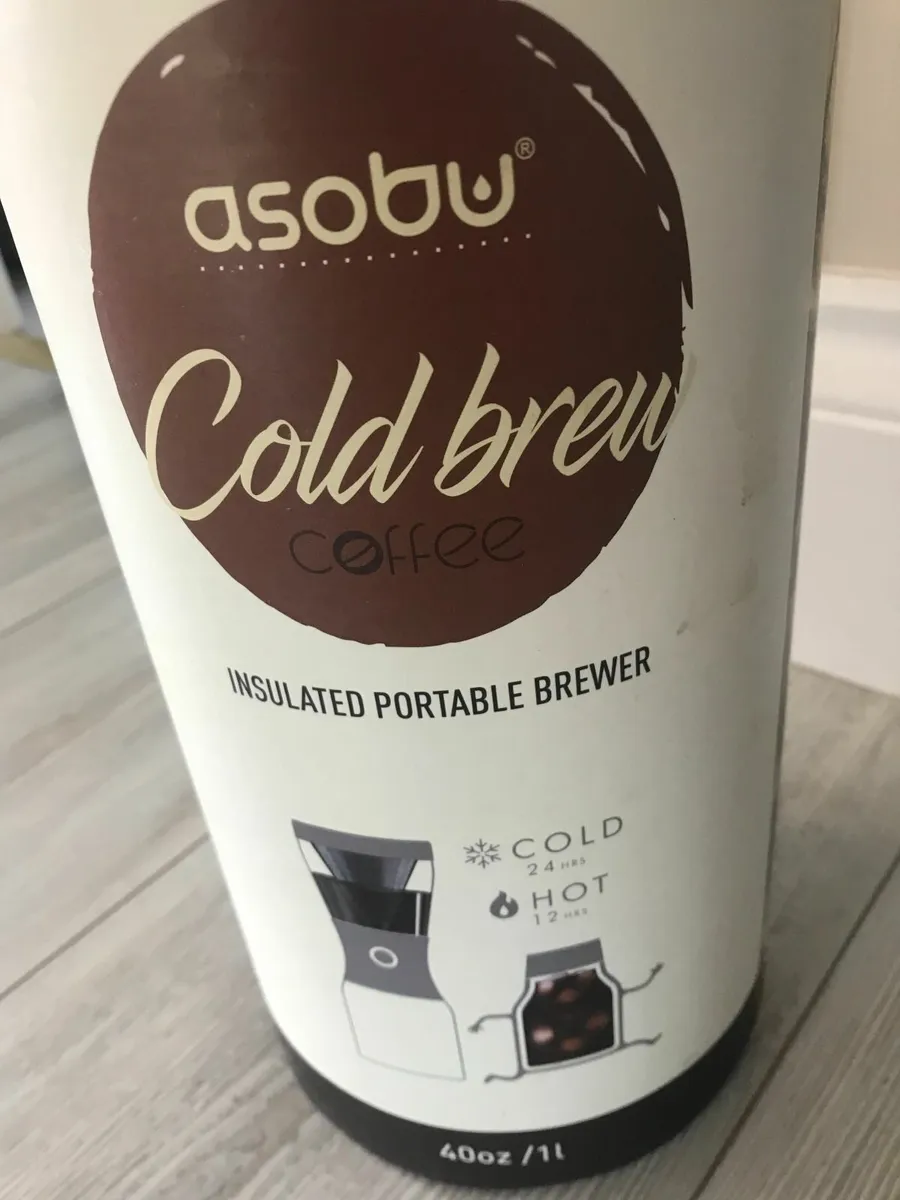 asobu®
Cold brew
coffee
INSULATED PORTABLE BREWER
COLD
24 HRS
HOT
12 HRS
40oz /1l